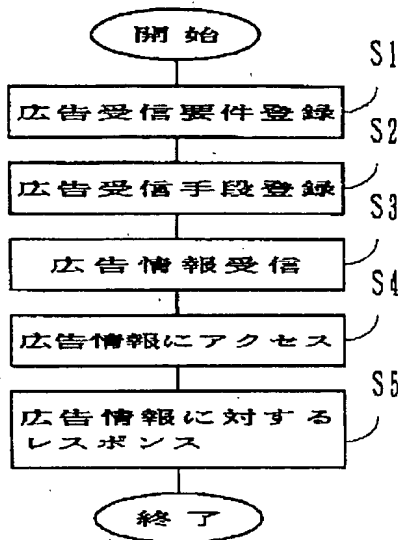 開始
S1
広告受信要件登録
S2
広告受信手段登録
S3
広告情報受信
S4
広告情報にアクセス
S5
広告情報に対する
レスポンス
終了